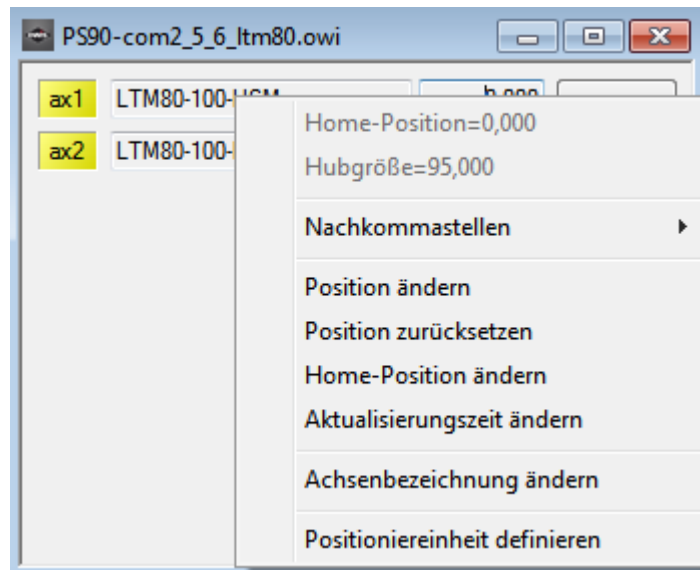 PS90-com2_5_6_ltm80.owi
ax1 LTM80-100-HSM
ax2 LTM80-100-
Home-Position=0,000
Hubgröße=95,000
Nachkommastellen
Position ändern
Position zurücksetzen
Home-Position ändern
Aktualisierungszeit ändern
Achsenbezeichnung ändern
Positioniereinheit definieren